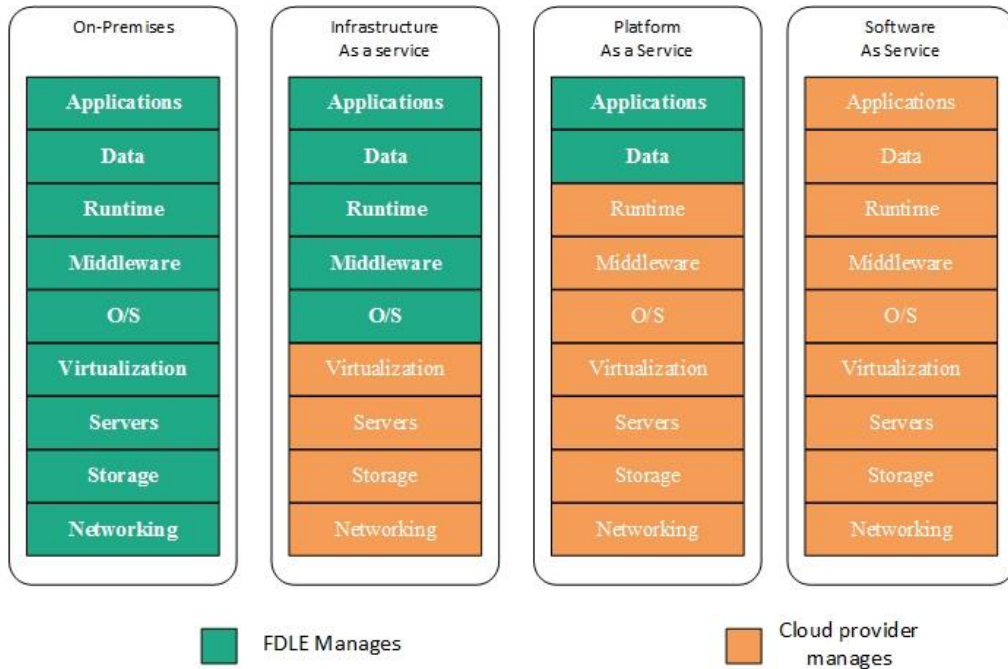 On-Premises
Applications
Data
Runtime
Middleware
O/S
Virtualization
Servers
Storage
Networking
Infrastructure
As a service
Applications
Data
Runtime
Middleware
O/S
Virtualization
Servers
Storage
Networking
Platform
As a Service
Applications
Data
Runtime
Middleware
O/S
Virtualization
Servers
Storage
Networking
Software
As Service
Applications
Data
Runtime
Middleware
O/S
Virtualization
Servers
Storage
Networking
FDLE Manages
Cloud provider
manages